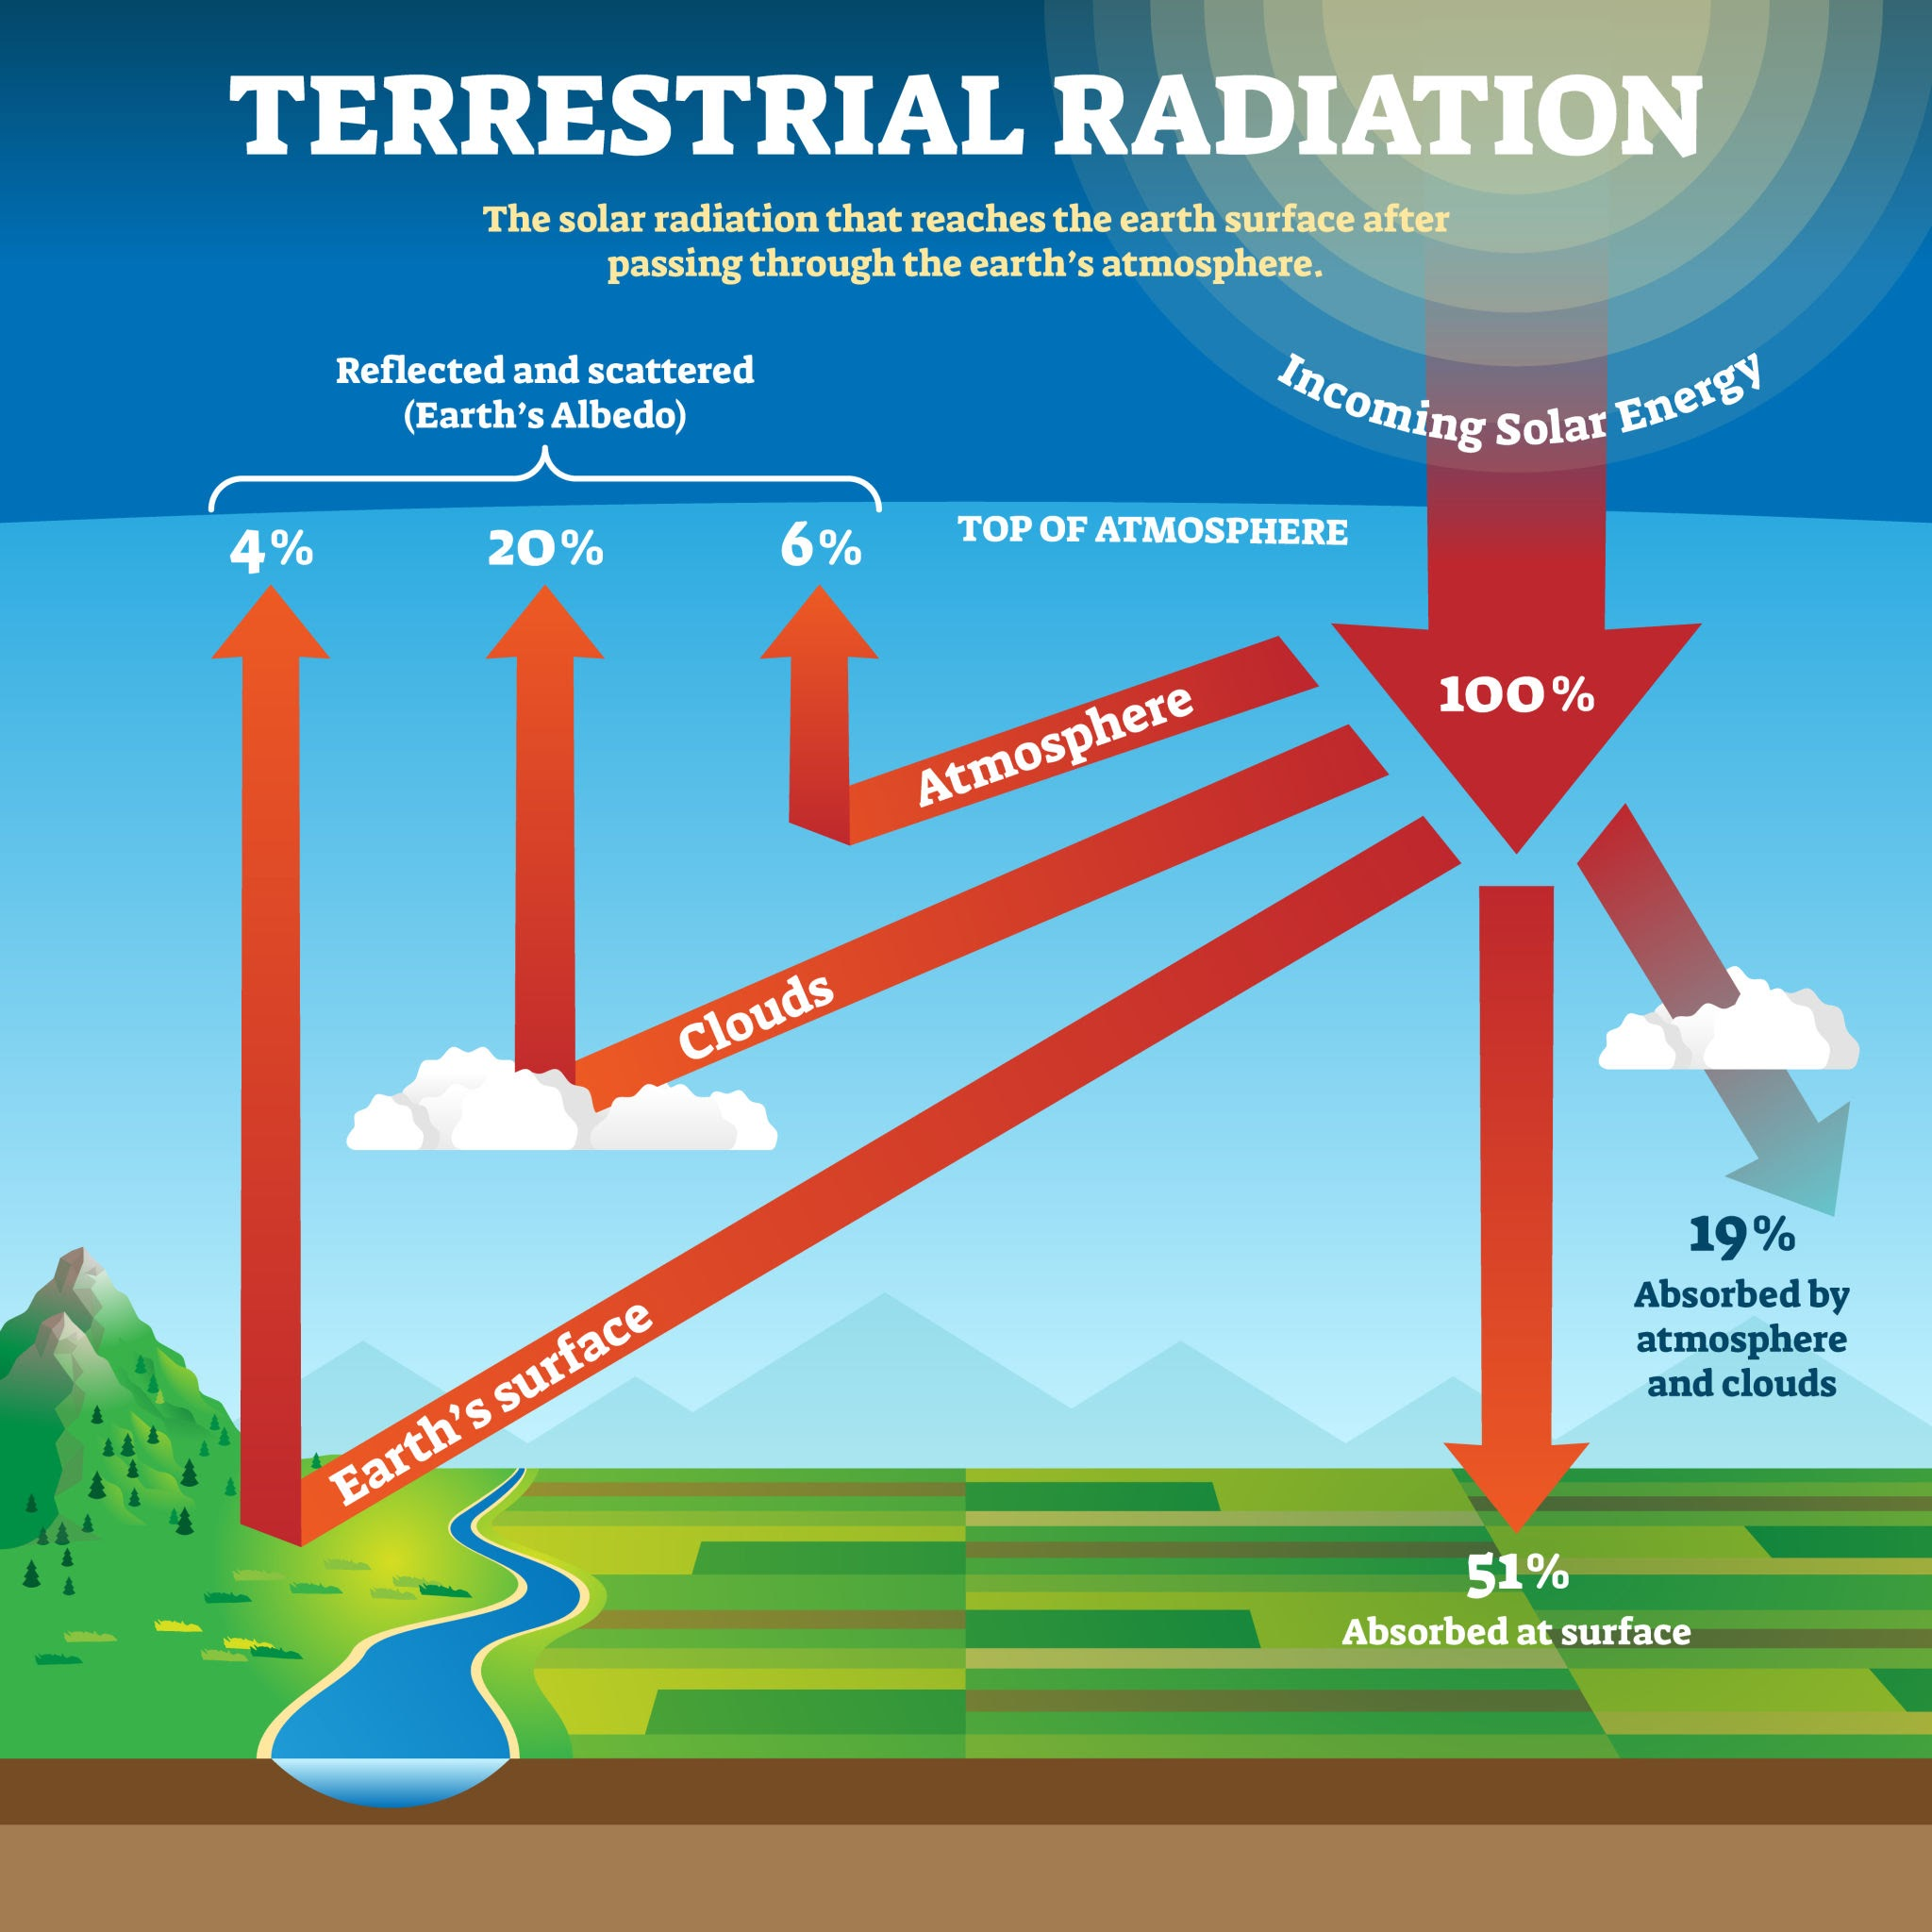 TERRESTRIAL RADIATION
The solar radiation that reaches the earth surface after
passing through the earth's atmosphere.
Reflected and scattered
(Earth's Albedo)
Incoming Solar Energy
4%
20%
6%
TOP OF ATMOSPHERE
100%
Atmosphere
Clouds
Earth's surface
19%
Absorbed by
atmosphere
and clouds
51%
Absorbed at surface